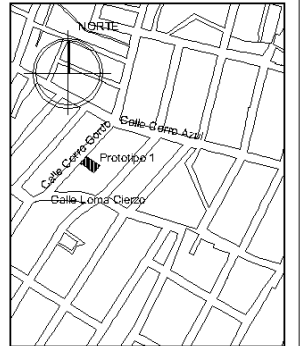 NORTE
Calle Cerro Azul
Calle Cerro Gordo
Prototipo 1
Calle Loma Cierzo